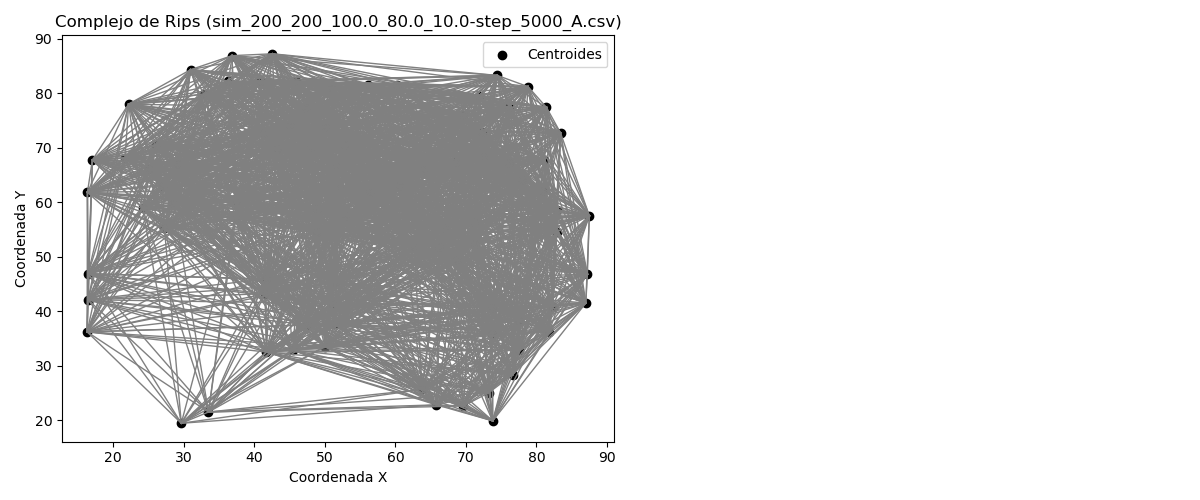 Complejo de Rips (sim_200_200_100.0_80.0_10.0-step_5000_A.csv)
Centroides
90
80
70
60
50
40
30
20
Coordenada Y
20 30 40 50 60 70 80 90
Coordenada X